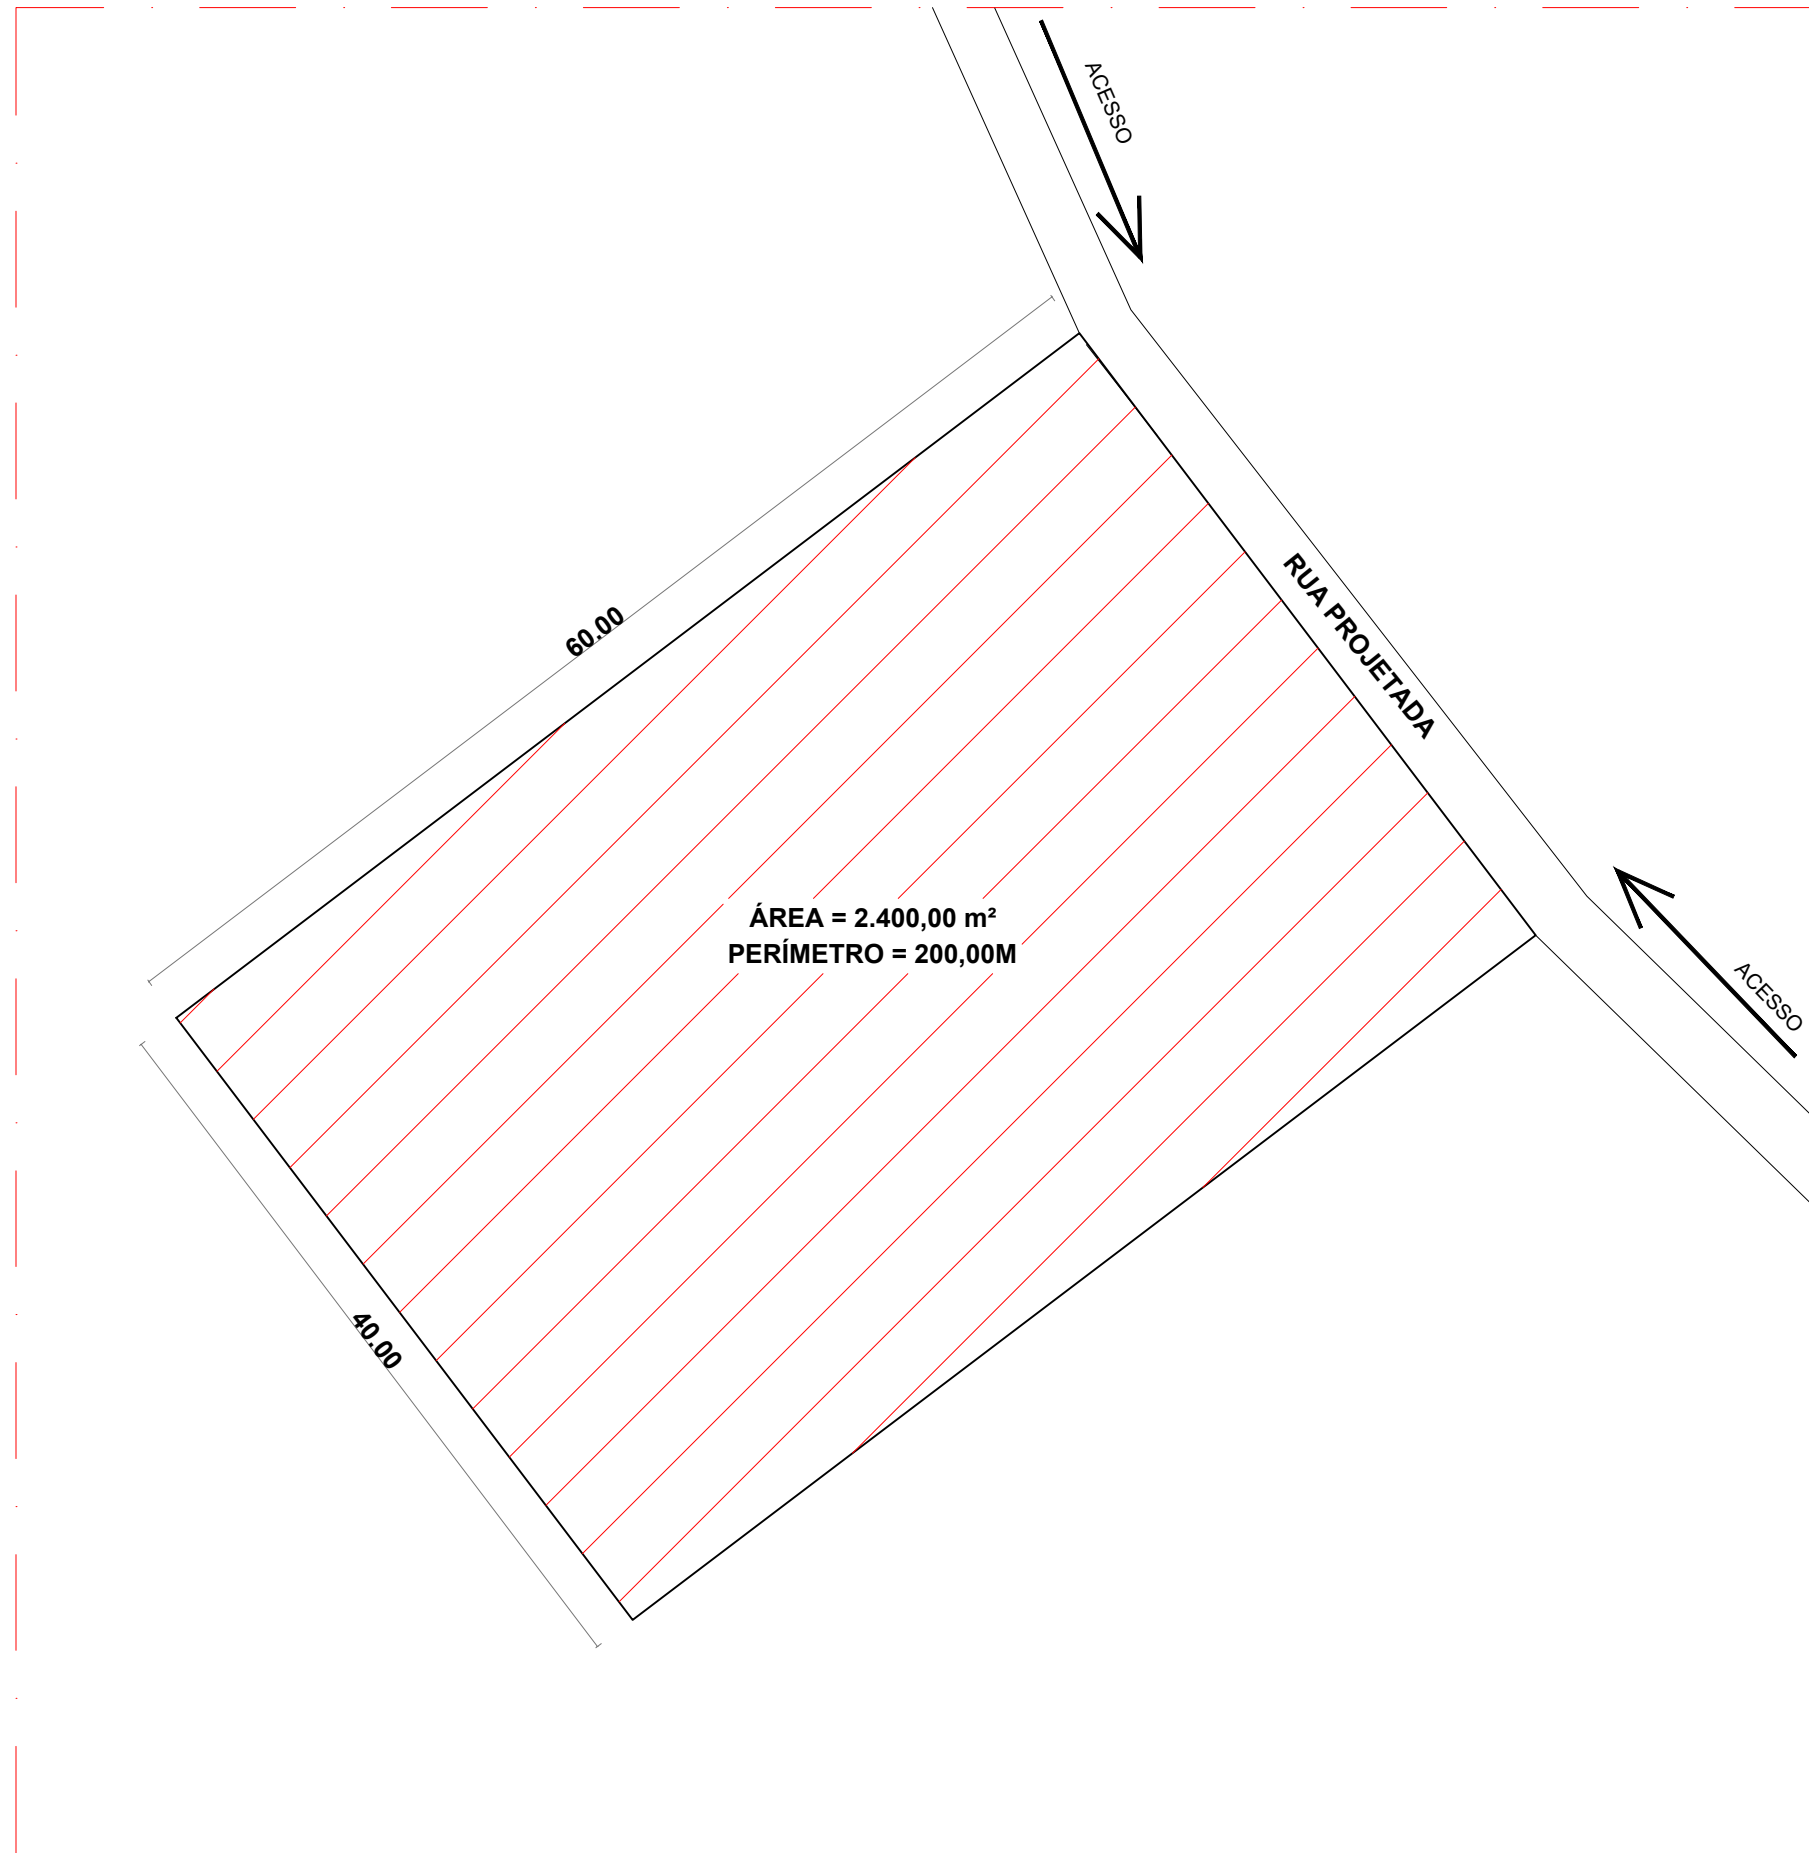 ACESSO
60.00
RUA PROJETADA
ÁREA = 2.400,00 m²
PERÍMETRO = 200,00M
ACESSO
40.00